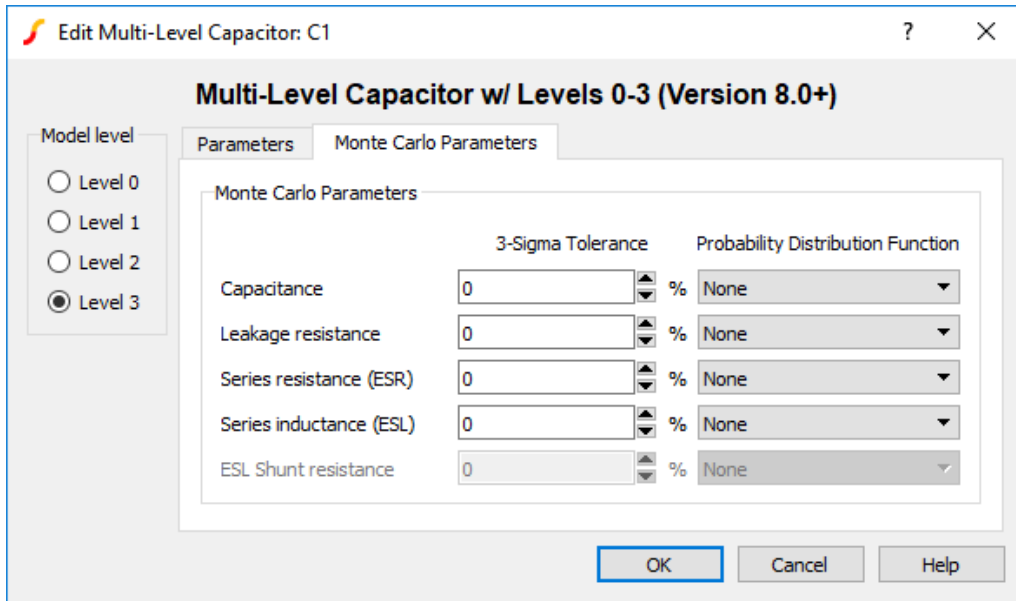 Edit Multi-Level Capacitor: C1
?
Multi-Level Capacitor w/ Levels 0-3 (Version 8.0+)
Model level
Level 0
Level 1
Level 2
Level 3
Parameters
Monte Carlo Parameters
Monte Carlo Parameters
3-Sigma Tolerance Probability Distribution Function
Capacitance 0 % None
Leakage resistance 0 % None
Series resistance (ESR) 0 % None
Series inductance (ESL) 0 % None
ESL Shunt resistance 0 % None
OK Cancel Help